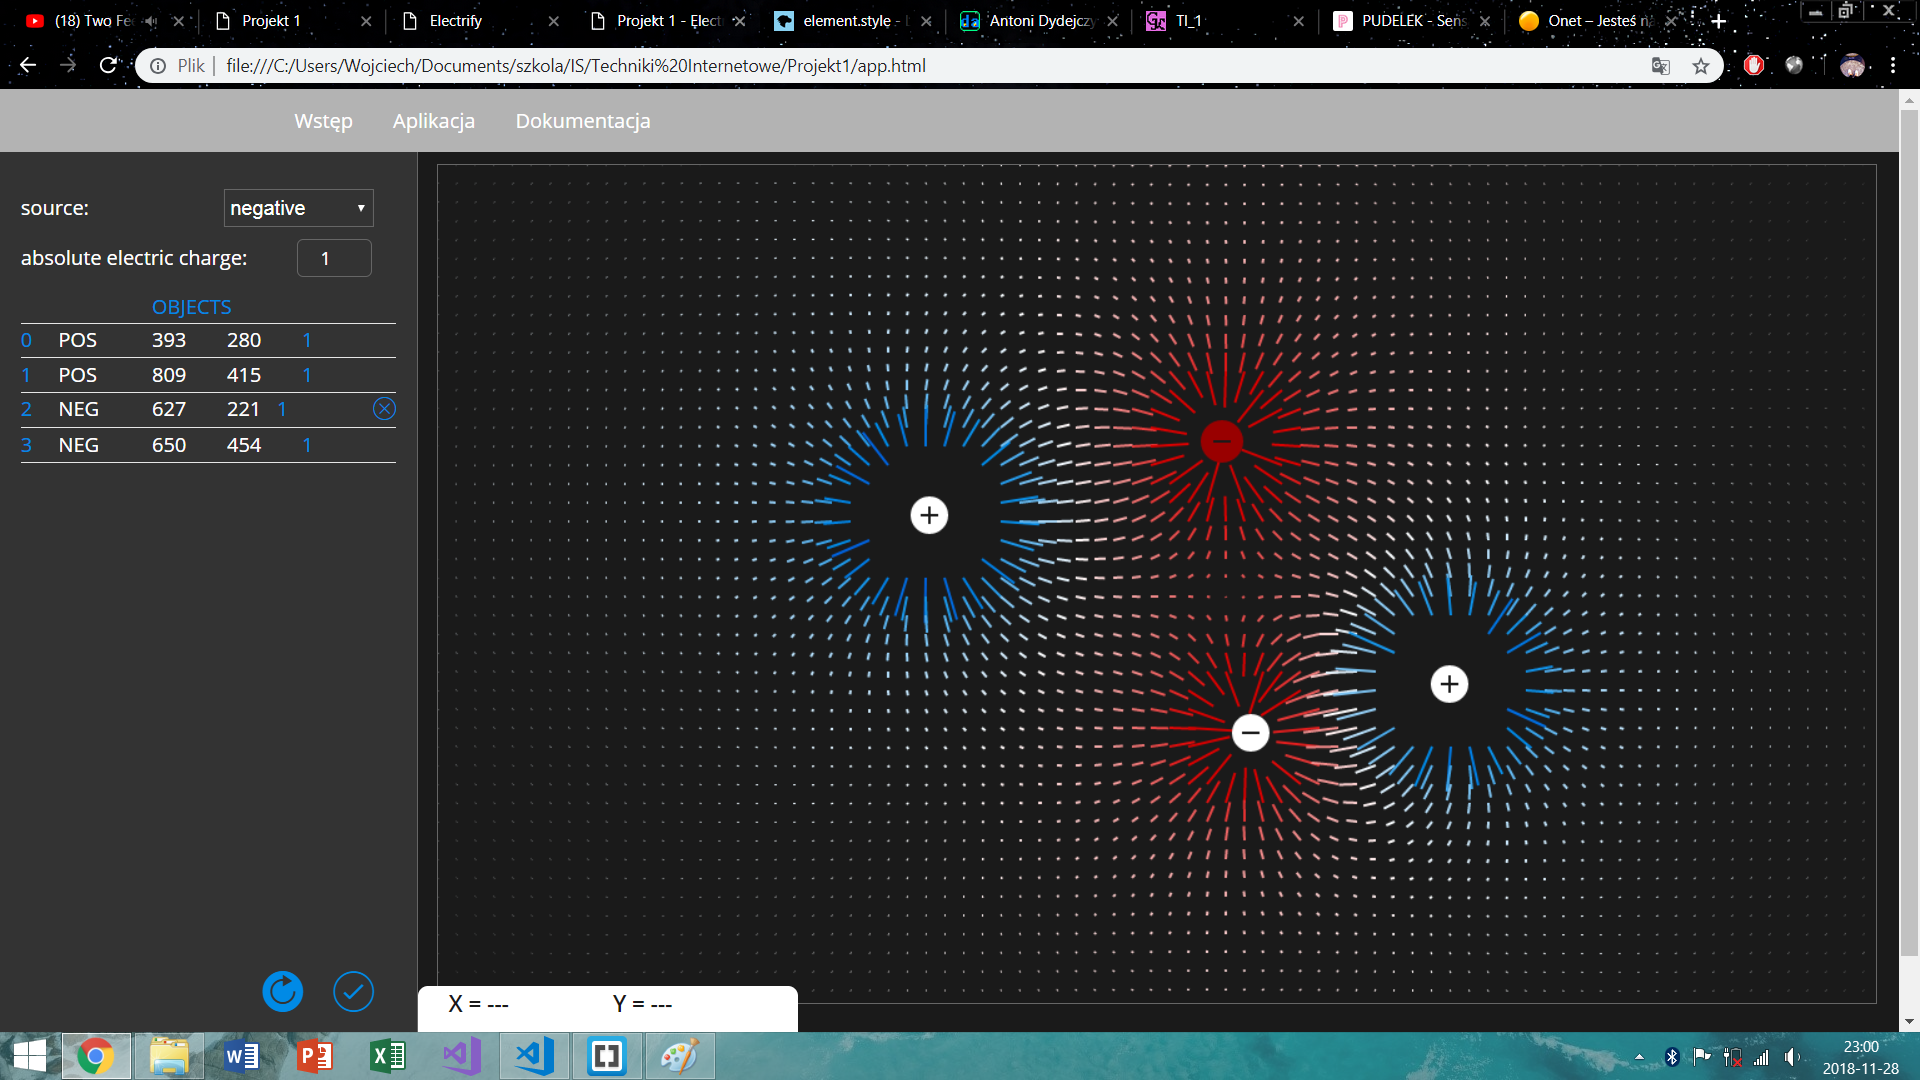 (18) Two Fe
Projekt 1
Electrify
Projekt 1 - Elect
element.style -
Antoni Dydejczy
TI_1
PUDELEK - Sens
Onet – Jesteś n
Plik
file:///C:/Users/Wojciech/Documents/szkola/IS/Techniki%20Internetowe/Projekt1/app.html
Wstęp Aplikacja Dokumentacja
source: negative
absolute electric charge: 1
OBJECTS
0 POS 393 280 1
1 POS 809 415 1
2 NEG 627 221 1
3 NEG 650 454 1
X = --- Y = ---
23:00
2018-11-28